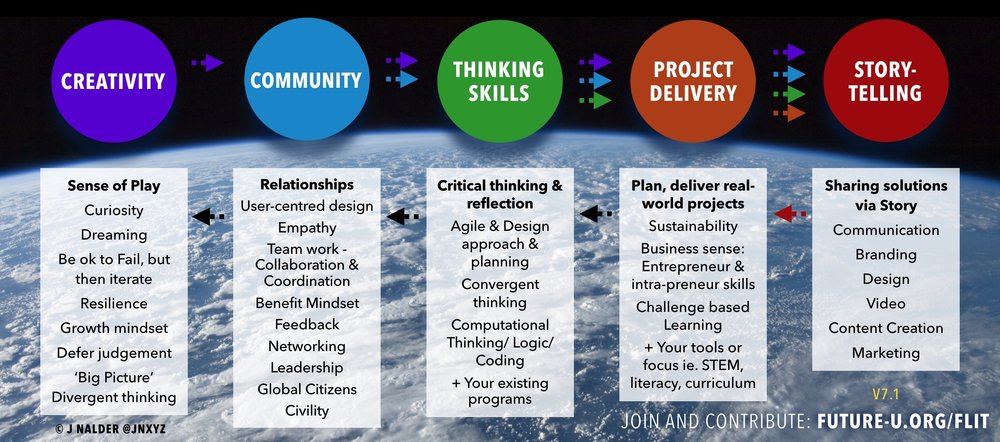 CREATIVITY
COMMUNITY
THINKING
SKILLS
PROJECT
DELIVERY
STORY-
TELLING
Sense of Play
Curiosity
Dreaming
Be ok to Fail, but
then iterate
Resilience
Growth mindset
Defer judgement
‘Big Picture’
Divergent thinking
Relationships
User-centred design
Empathy
Team work -
Collaboration &
Coordination
Benefit Mindset
Feedback
Networking
Leadership
Global Citizens
Civility
Critical thinking &
reflection
Agile & Design
approach &
planning
Convergent
thinking
Computational
Thinking/ Logic/
Coding
+ Your existing
programs
Plan, deliver real-
world projects
Sustainability
Business sense:
Entrepreneur &
intra-preneur skills
Challenge based
Learning
+ Your tools or
focus ie. STEM,
literacy, curriculum
Sharing solutions
via Story
Communication
Branding
Design
Video
Content Creation
Marketing
V7.1
© J NALDER @JNXYZ
JOIN AND CONTRIBUTE: FUTURE-U.ORG/FLIT